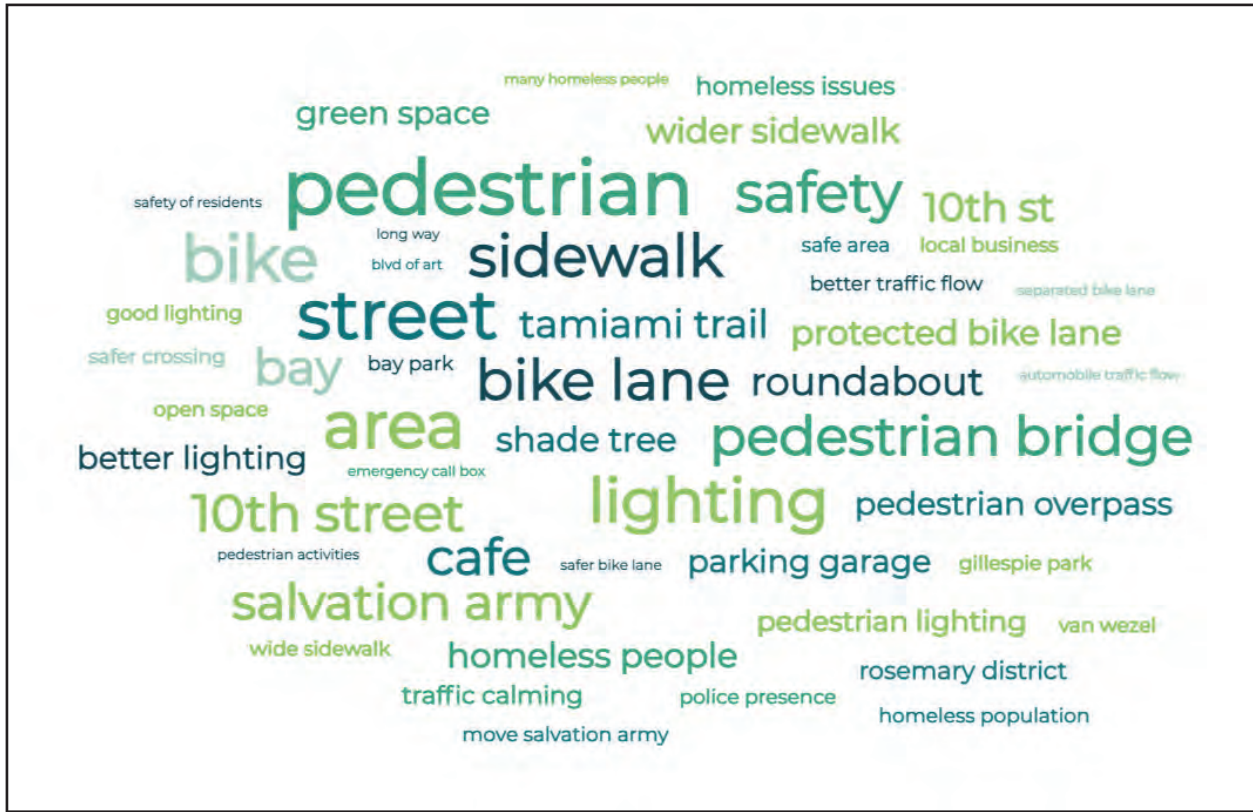 many homeless people
homeless issues
green space
wider sidewalk
pedestrian
safety
10th st
safety of residents
long way
bike
blvd of art
sidewalk
safe area
local business
better traffic flow
separated bike lane
good lighting
street
tamiami trail
protected bike lane
safer crossing
bay
bay park
bike lane
roundabout
automobile traffic flow
open space
area
shade tree
pedestrian bridge
better lighting
emergency call box
10th street
lighting
pedestrian overpass
pedestrian activities
cafe
safer bike lane
parking garage
gillespie park
salvation army
pedestrian lighting
van wezel
wide sidewalk
homeless people
rosemary district
traffic calming
police presence
homeless population
move salvation army